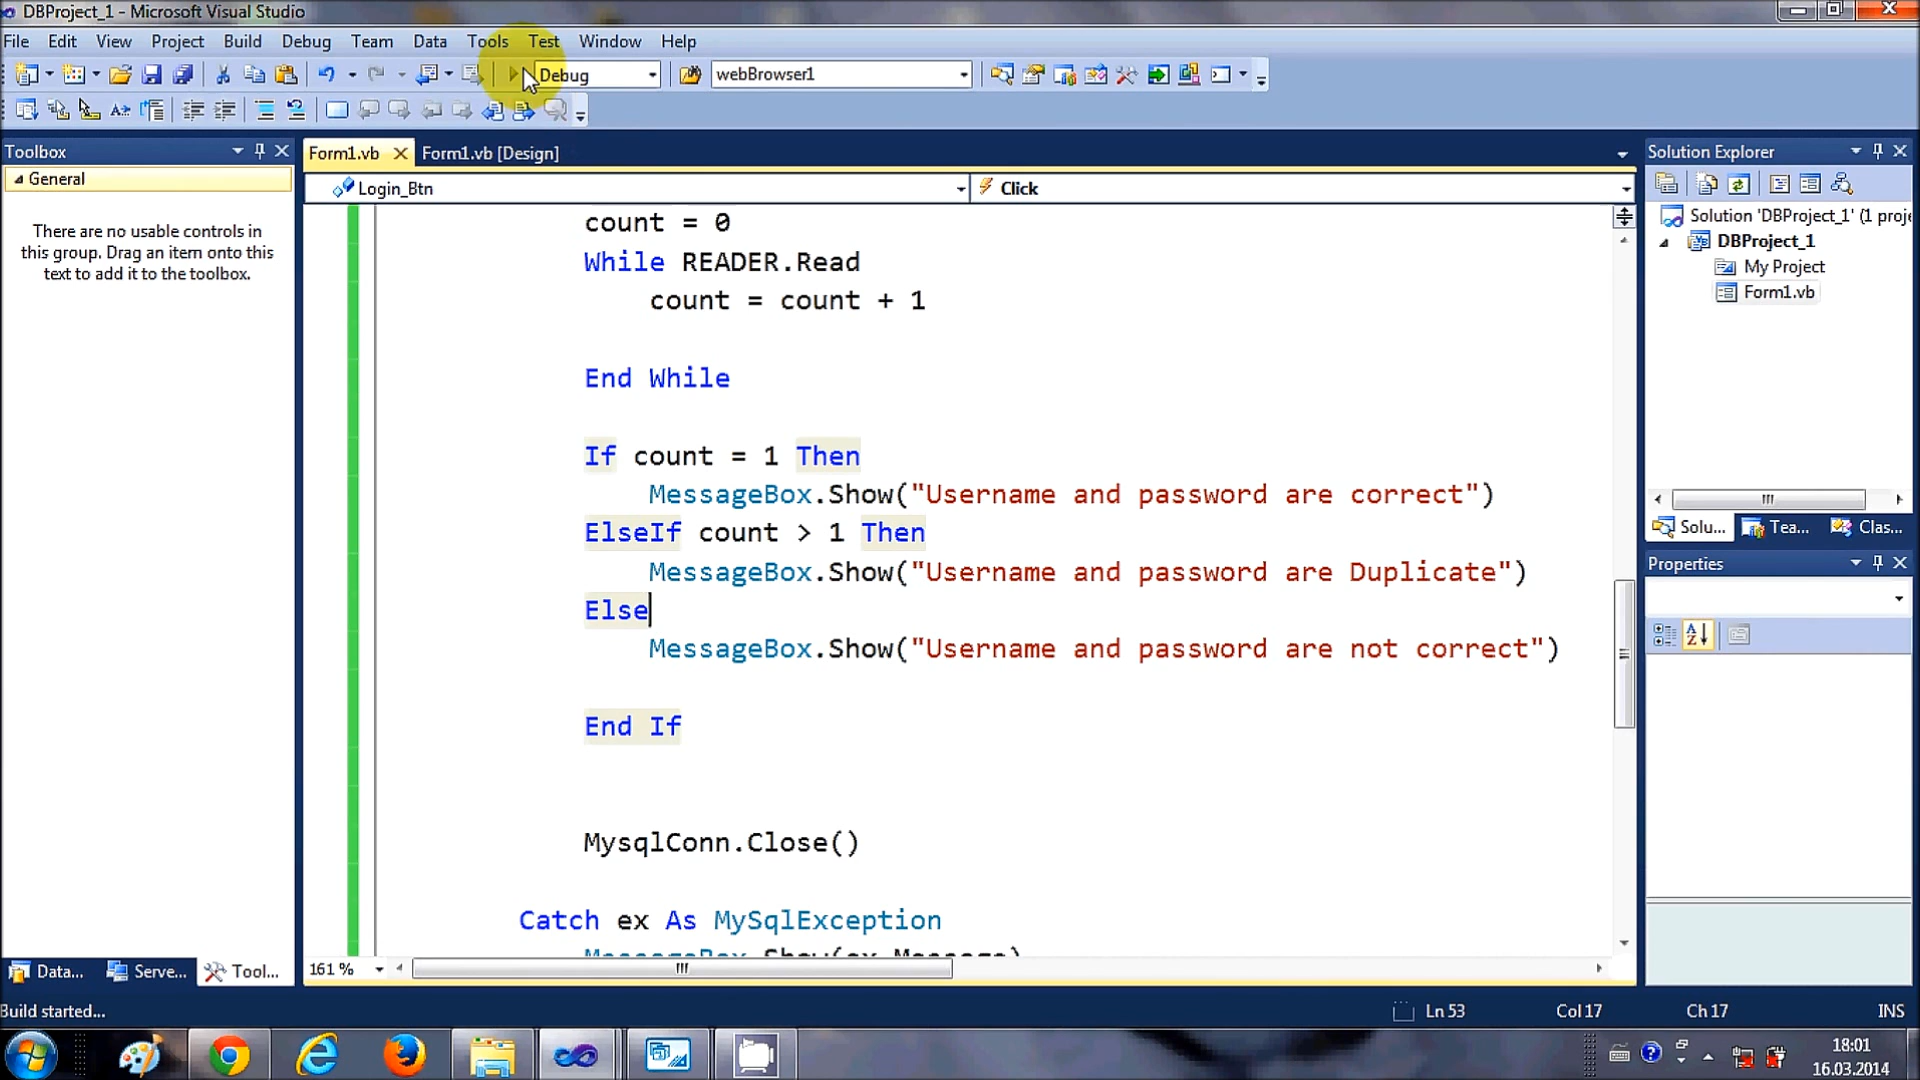 DBProject_1 - Microsoft Visual Studio
File Edit View Project Build Debug Team Data Tools Test Window Help
Debug webBrowser1
Toolbox
Form1.vb
Form1.vb [Design]
Solution Explorer
General
Login_Btn
Click
There are no usable controls in
this group. Drag an item onto this
text to add it to the toolbox.
count = 0
While READER.Read
count = count + 1
End While
If count = 1 Then
MessageBox.Show("Username and password are correct")
ElseIf count > 1 Then
MessageBox.Show("Username and password are Duplicate")
Else
MessageBox.Show("Username and password are not correct")
End If
MysqlConn.Close()
Catch ex As MySqlException
MessageBox.Show(ex.Message)
Solution 'DBProject_1' (1 proje
DBProject_1
My Project
Form1.vb
Solu... Tea... Clas...
Properties
Data... Serve... Tool...
161 %
Build started... Ln 53 Col 17 Ch 17 INS
18:01
16.03.2014